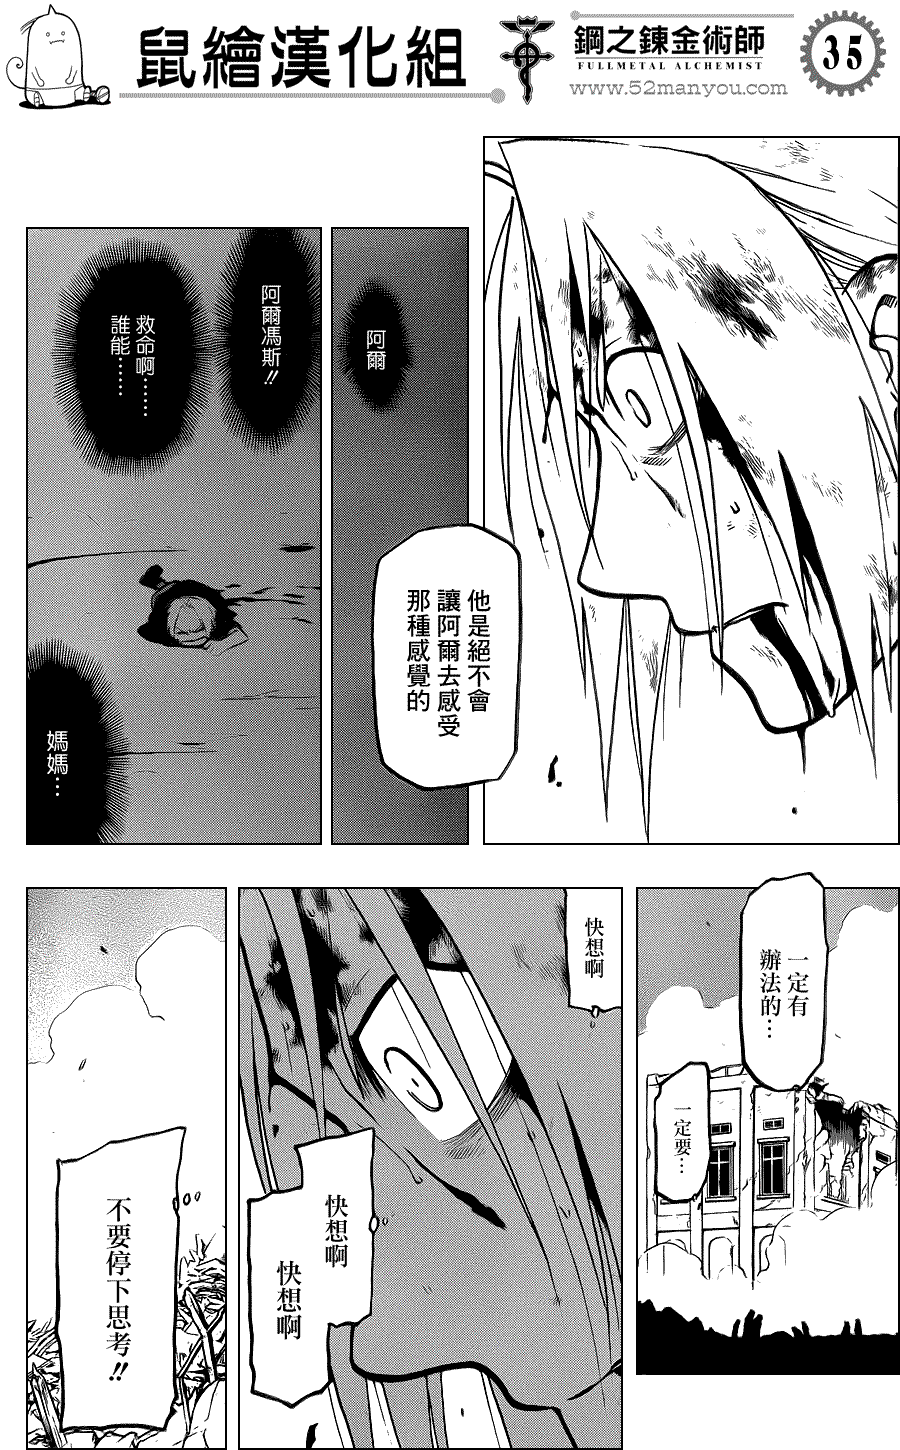 鼠繪漢化組
鋼之鍊金術師
FULLMETAL ALCHEMIST
www.52manyou.com
35
他是絕不會
讓阿爾去感受
那種感覺的
阿爾
阿爾馮斯!!
救命啊……
誰能……
媽媽…
一定有
辦法的…
一定要…
快想啊
快想啊
快想啊
不要停下思考!!